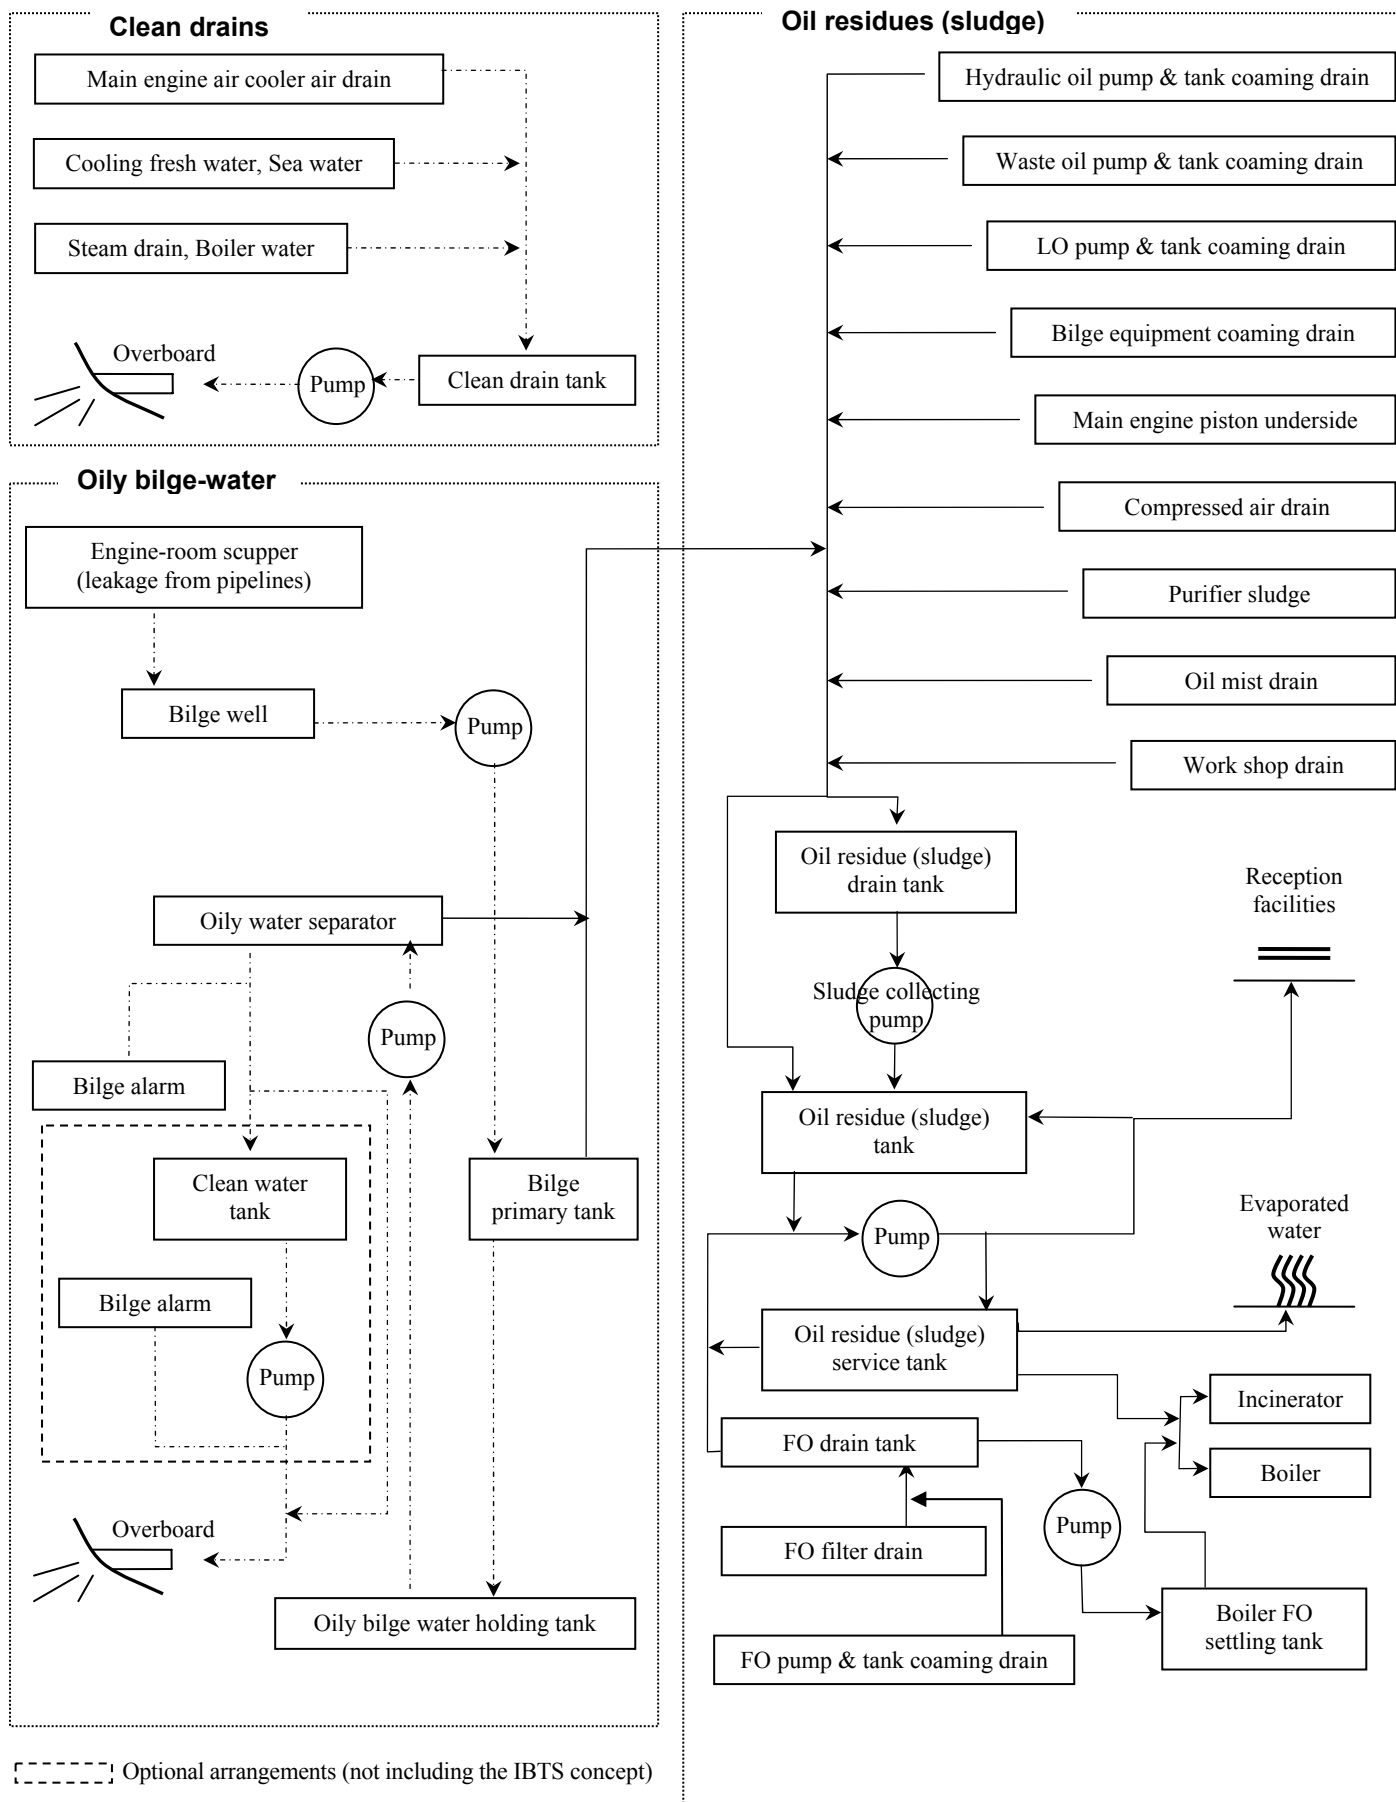 Clean drains
Main engine air cooler air drain
Cooling fresh water, Sea water
Steam drain, Boiler water
Overboard
Pump
Clean drain tank
Oily bilge-water
Engine-room scupper
(leakage from pipelines)
Bilge well
Pump
Oily water separator
Pump
Bilge alarm
Clean water
tank
Bilge
primary tank
Bilge alarm
Pump
Overboard
Oily bilge water holding tank
Optional arrangements (not including the IBTS concept)
Oil residues (sludge)
Hydraulic oil pump & tank coaming drain
Waste oil pump & tank coaming drain
LO pump & tank coaming drain
Bilge equipment coaming drain
Main engine piston underside
Compressed air drain
Purifier sludge
Oil mist drain
Work shop drain
Oil residue (sludge)
drain tank
Reception
facilities
Sludge collecting
pump
Oil residue (sludge)
tank
Pump
Evaporated
water
Oil residue (sludge)
service tank
Incinerator
FO drain tank
Boiler
Pump
FO filter drain
Boiler FO
settling tank
FO pump & tank coaming drain